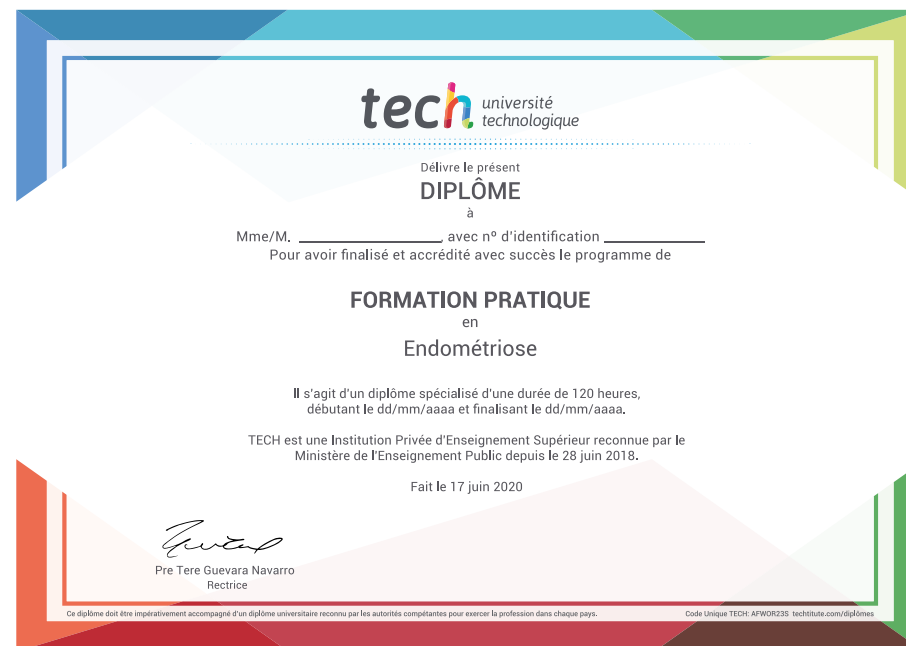 tech université
technologique
Délivre le présent
DIPLÔME
à
Mme/M. ____________________, avec nº d'identification ______________
Pour avoir finalisé et accrédité avec succès le programme de
FORMATION PRATIQUE
en
Endométriose
Il s'agit d'un diplôme spécialisé d'une durée de 120 heures,
débutant le dd/mm/aaaa et finalisant le dd/mm/aaaa.
TECH est une Institution Privée d'Enseignement Supérieur reconnue par le
Ministère de l'Enseignement Public depuis le 28 juin 2018.
Fait le 17 juin 2020
Pre Tere Guevara Navarro
Rectrice
Ce diplôme doit être impérativement accompagné d'un diplôme universitaire reconnu par les autorités compétantes pour exercer la profession dans chaque pays.
Code Unique TECH: AFWOR23S techtitute.com/diplômes